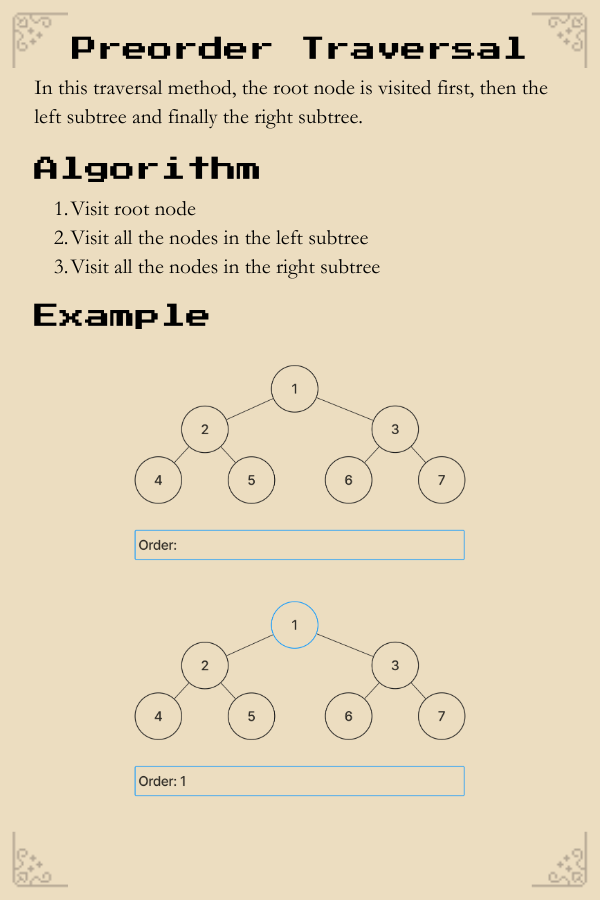 Preorder Traversal
In this traversal method, the root node is visited first, then the
left subtree and finally the right subtree.
Algorithm
1. Visit root node
2. Visit all the nodes in the left subtree
3. Visit all the nodes in the right subtree
Example
1
2 3
4 5 6 7
Order:
1
2 3
4 5 6 7
Order: 1